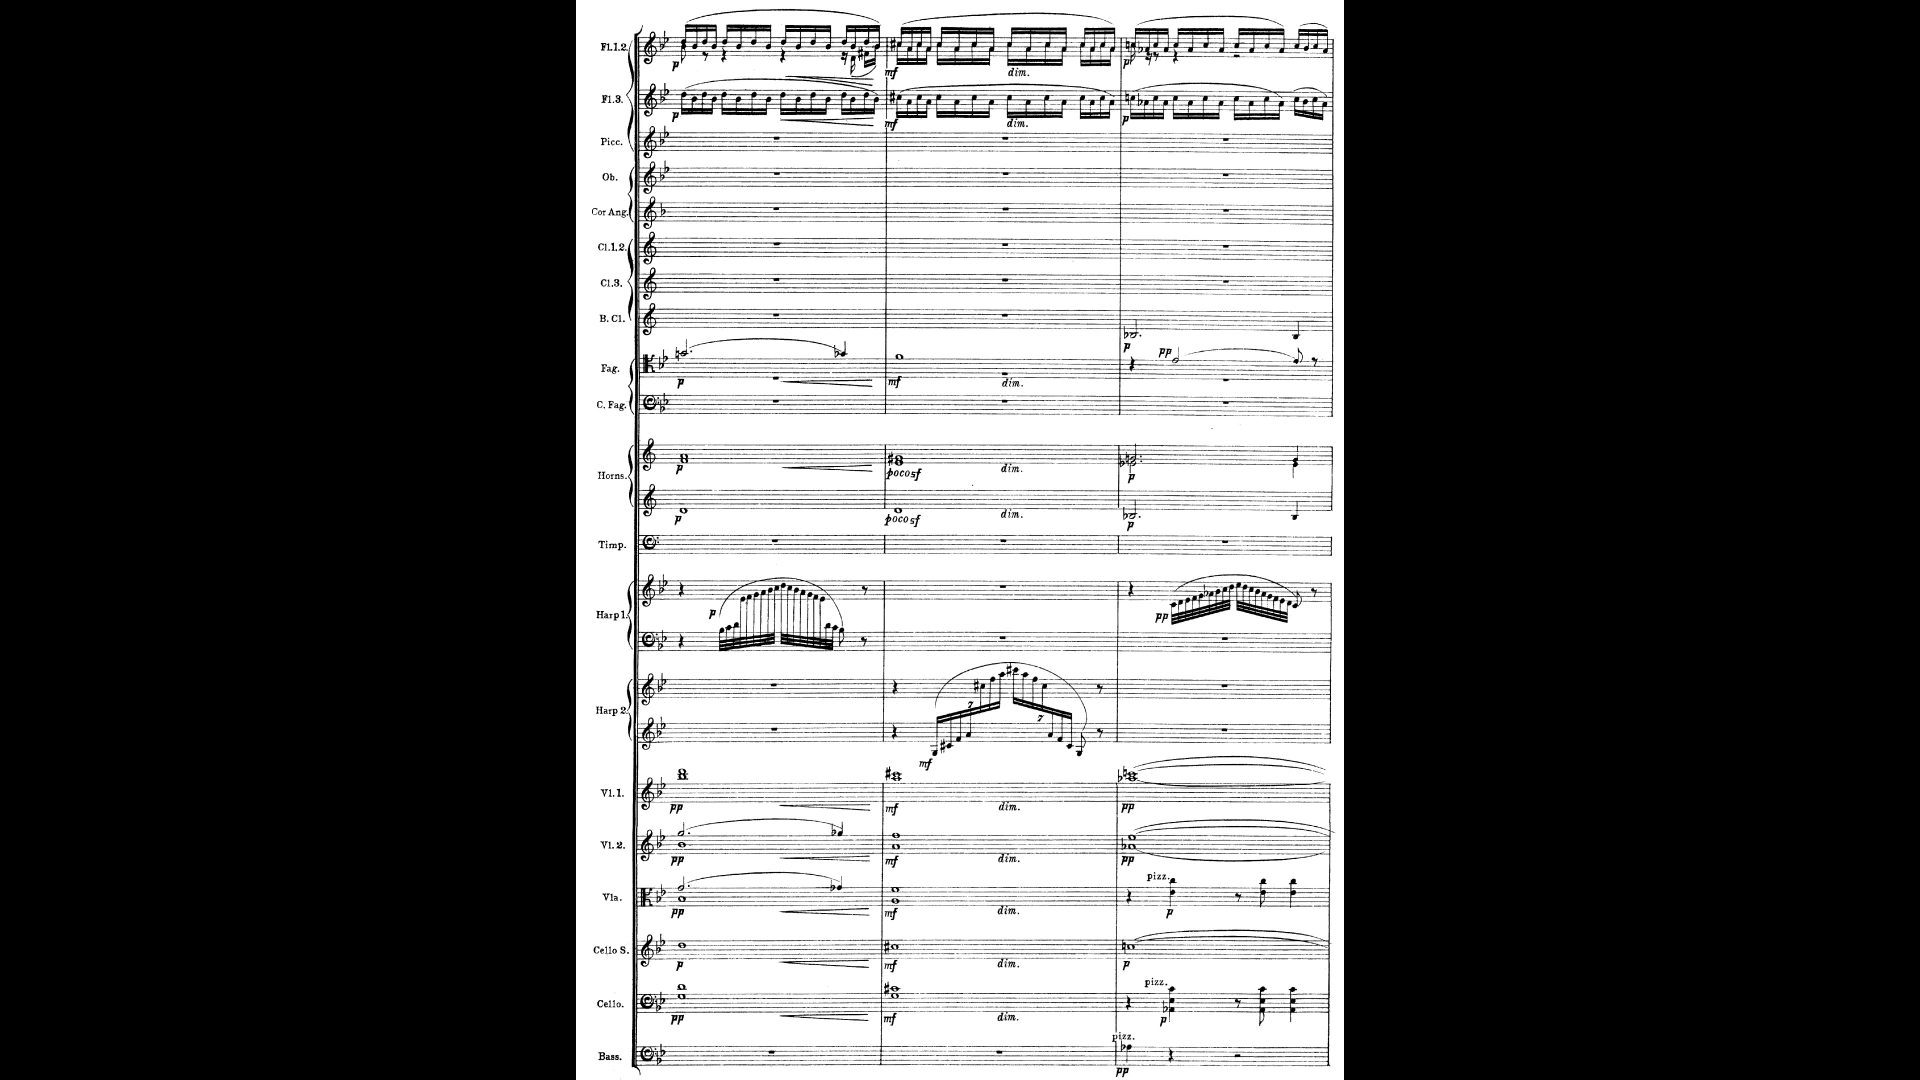 Fl.1.2.
p mf dim. p
Fl.3.
p mf dim. p
Picc.
Ob.
Cor Ang.
Cl.1.2.
Cl.3.
B. Cl.
p
pp
Fag.
p mf dim.
C. Fag.
Horns.
p poco sf dim. p
p poco sf dim. p
Timp.
Harp 1.
p pp
Harp 2.
7 7
mf
Vl. 1.
pp mf dim. pp
Vl. 2.
pp mf dim. pp
pizz.
Vla.
pp mf dim. p
Cello S.
p mf dim. p
pizz.
Cello.
pp mf dim. p
pizz.
Bass.
pp